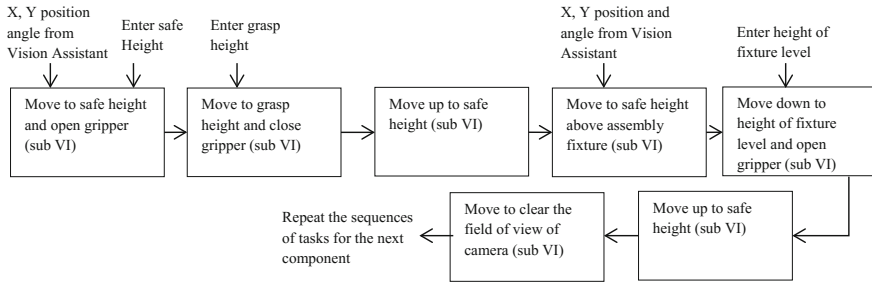 X, Y position
angle from
Vision Assistant
Enter safe
Height
Enter grasp
height
X, Y position and
angle from Vision
Assistant
Enter height of
fixture level
Move to safe height
and open gripper
(sub VI)
Move to grasp
height and close
gripper (sub VI)
Move up to safe
height (sub VI)
Move to safe height
above assembly
fixture (sub VI)
Move down to
height of fixture
level and open
gripper (sub VI)
Move up to safe
height (sub VI)
Move to clear the
field of view of
camera (sub VI)
Repeat the sequences
of tasks for the next
component